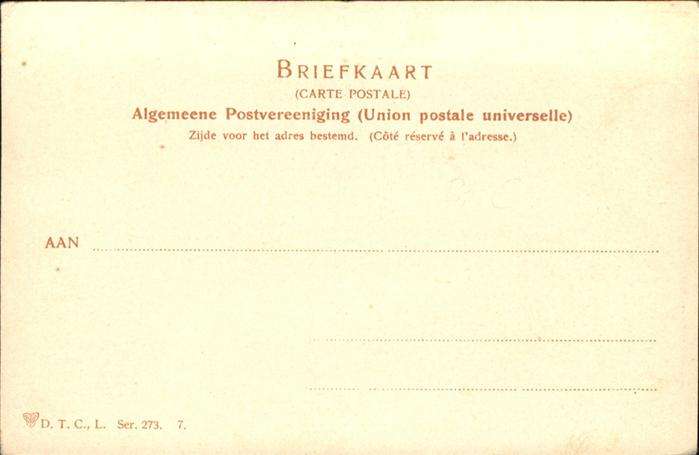 BRIEFKAART
(CARTE POSTALE)
Algemeene Postvereeniging (Union postale universelle)
Zijde voor het adres bestemd. (Côté réservé à l'adresse.)
AAN
D. T. C., L. Ser. 273. 7.